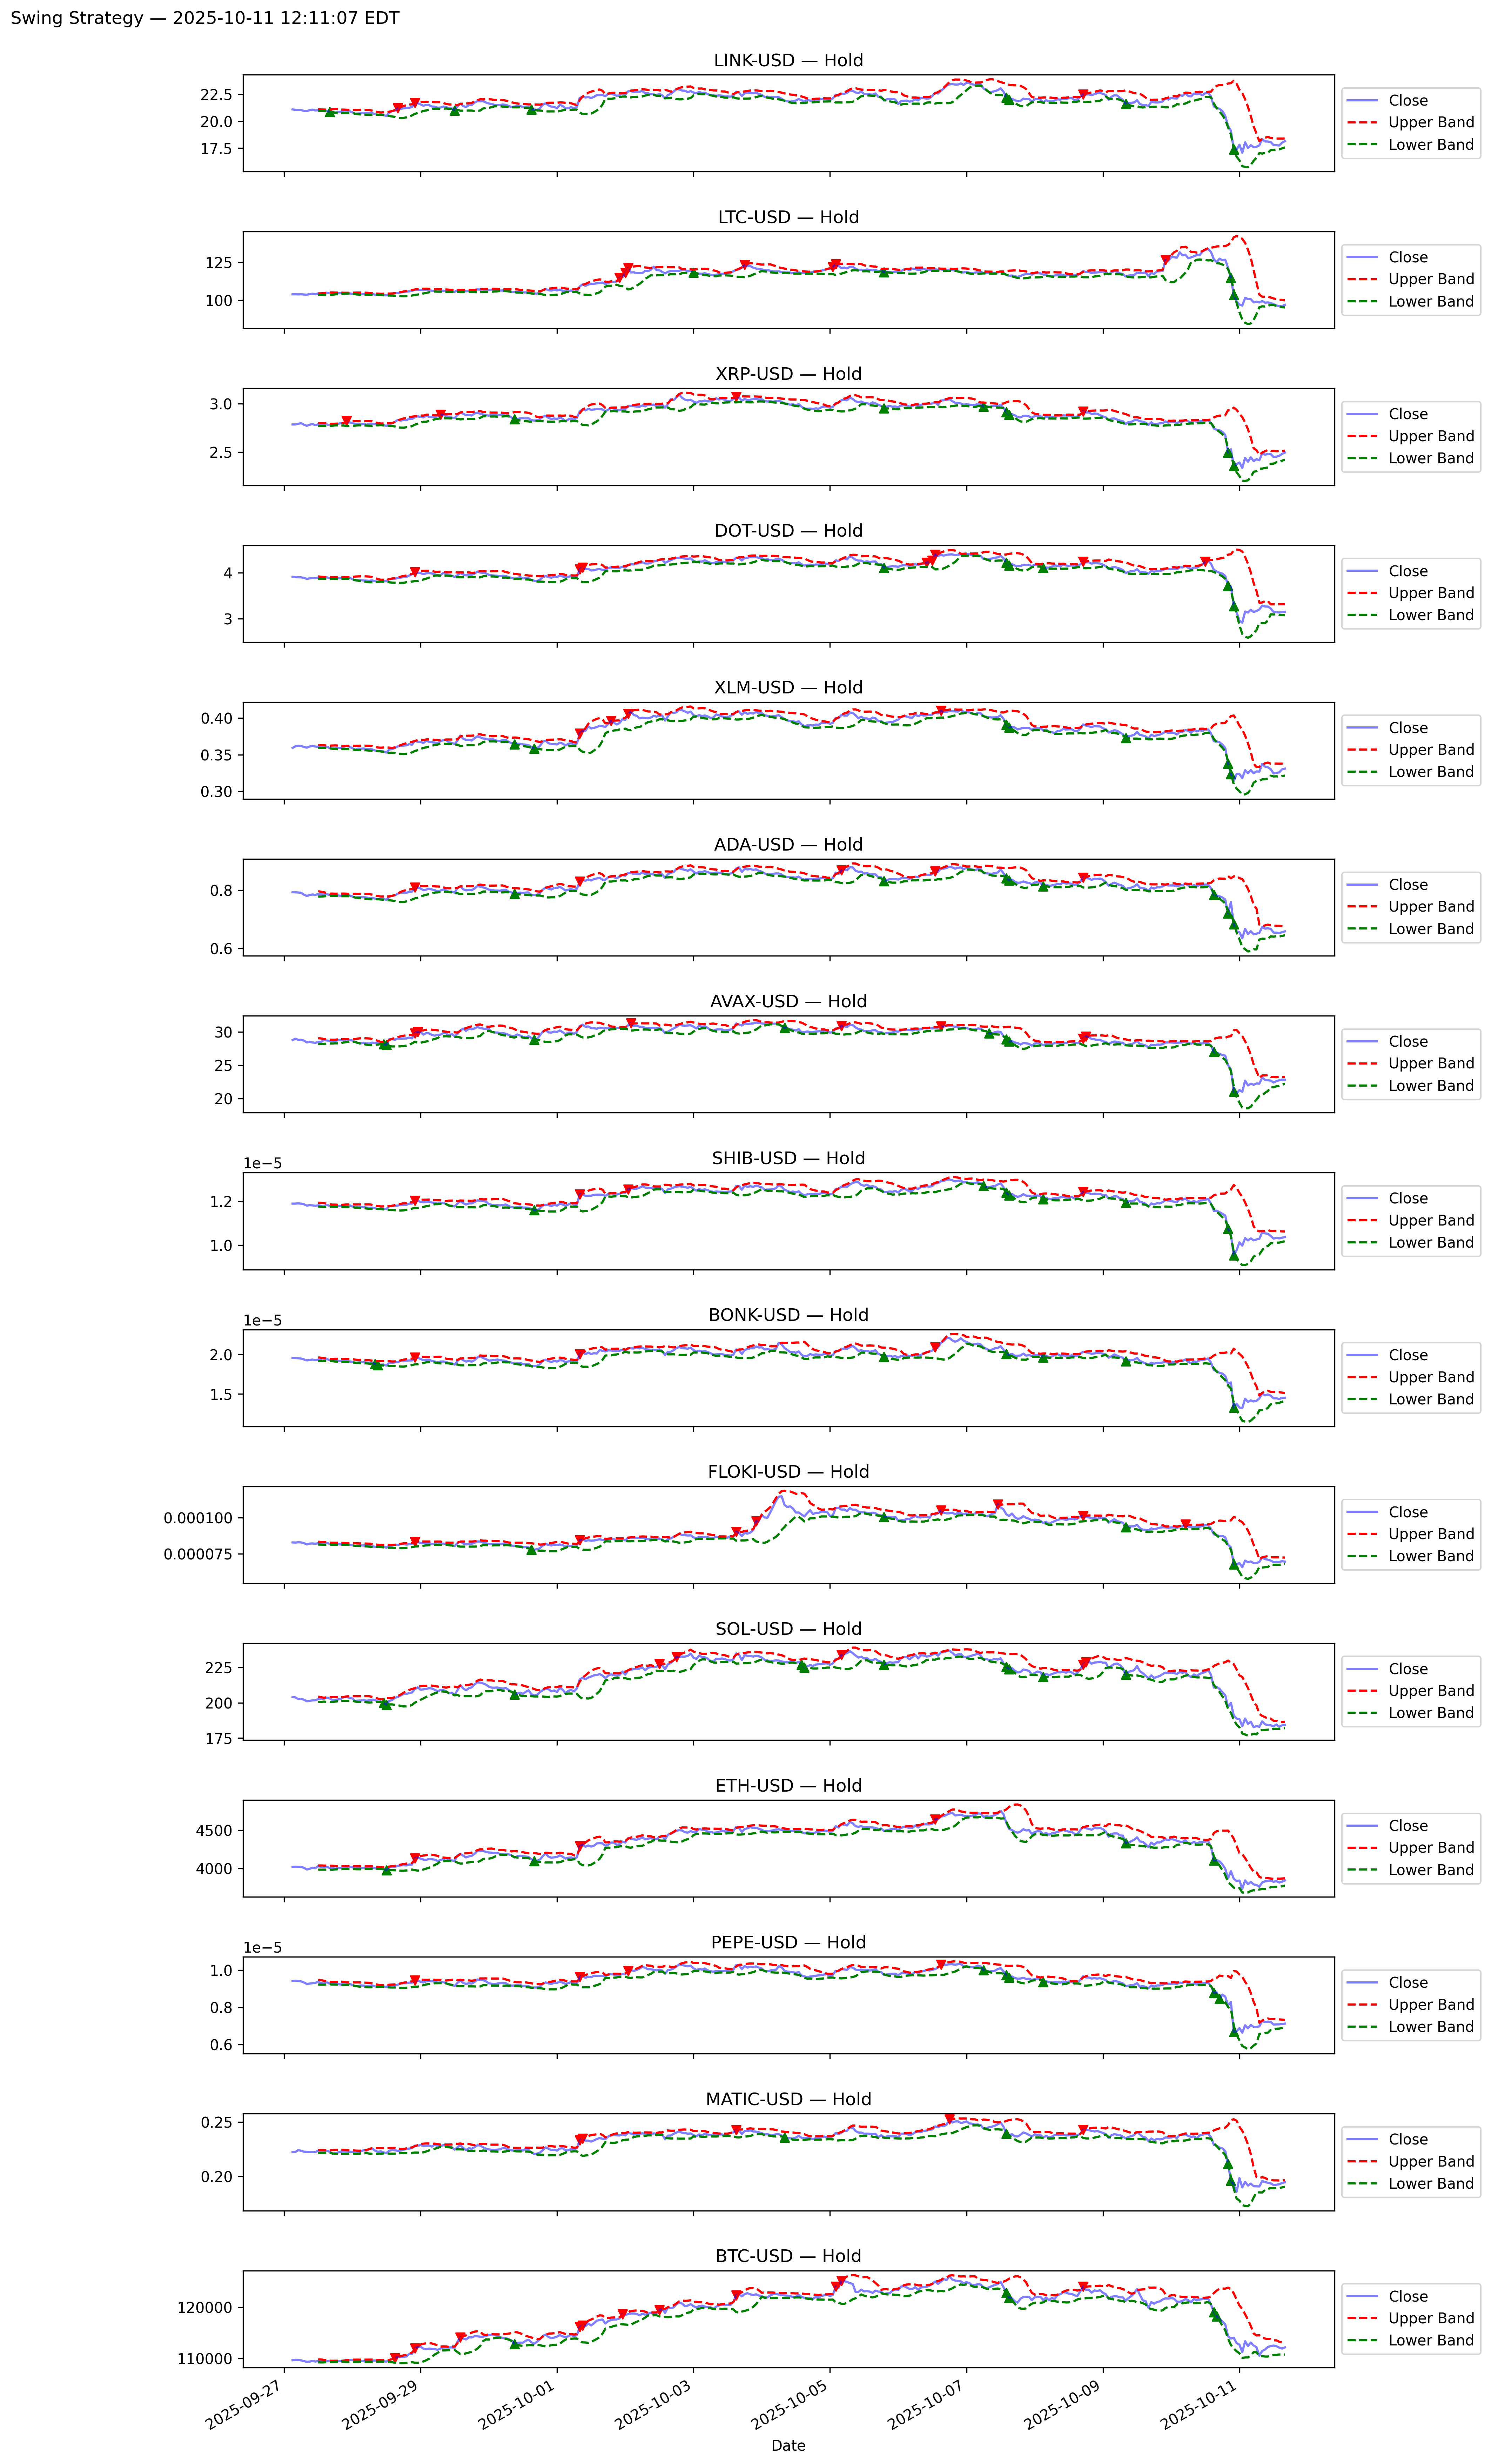 Swing Strategy — 2025-10-11 12:11:07 EDT
LINK-USD — Hold
22.5
20.0
17.5
Close
Upper Band
Lower Band
LTC-USD — Hold
125
100
Close
Upper Band
Lower Band
XRP-USD — Hold
3.0
2.5
Close
Upper Band
Lower Band
DOT-USD — Hold
4
3
Close
Upper Band
Lower Band
XLM-USD — Hold
0.40
0.35
0.30
Close
Upper Band
Lower Band
ADA-USD — Hold
0.8
0.6
Close
Upper Band
Lower Band
AVAX-USD — Hold
30
25
20
Close
Upper Band
Lower Band
SHIB-USD — Hold
1e−5
1.2
1.0
Close
Upper Band
Lower Band
BONK-USD — Hold
1e−5
2.0
1.5
Close
Upper Band
Lower Band
FLOKI-USD — Hold
0.000100
0.000075
Close
Upper Band
Lower Band
SOL-USD — Hold
225
200
175
Close
Upper Band
Lower Band
ETH-USD — Hold
4500
4000
Close
Upper Band
Lower Band
PEPE-USD — Hold
1e−5
1.0
0.8
0.6
Close
Upper Band
Lower Band
MATIC-USD — Hold
0.25
0.20
Close
Upper Band
Lower Band
BTC-USD — Hold
120000
110000
Close
Upper Band
Lower Band
2025-09-27
2025-09-29
2025-10-01
2025-10-03
2025-10-05
2025-10-07
2025-10-09
2025-10-11
Date